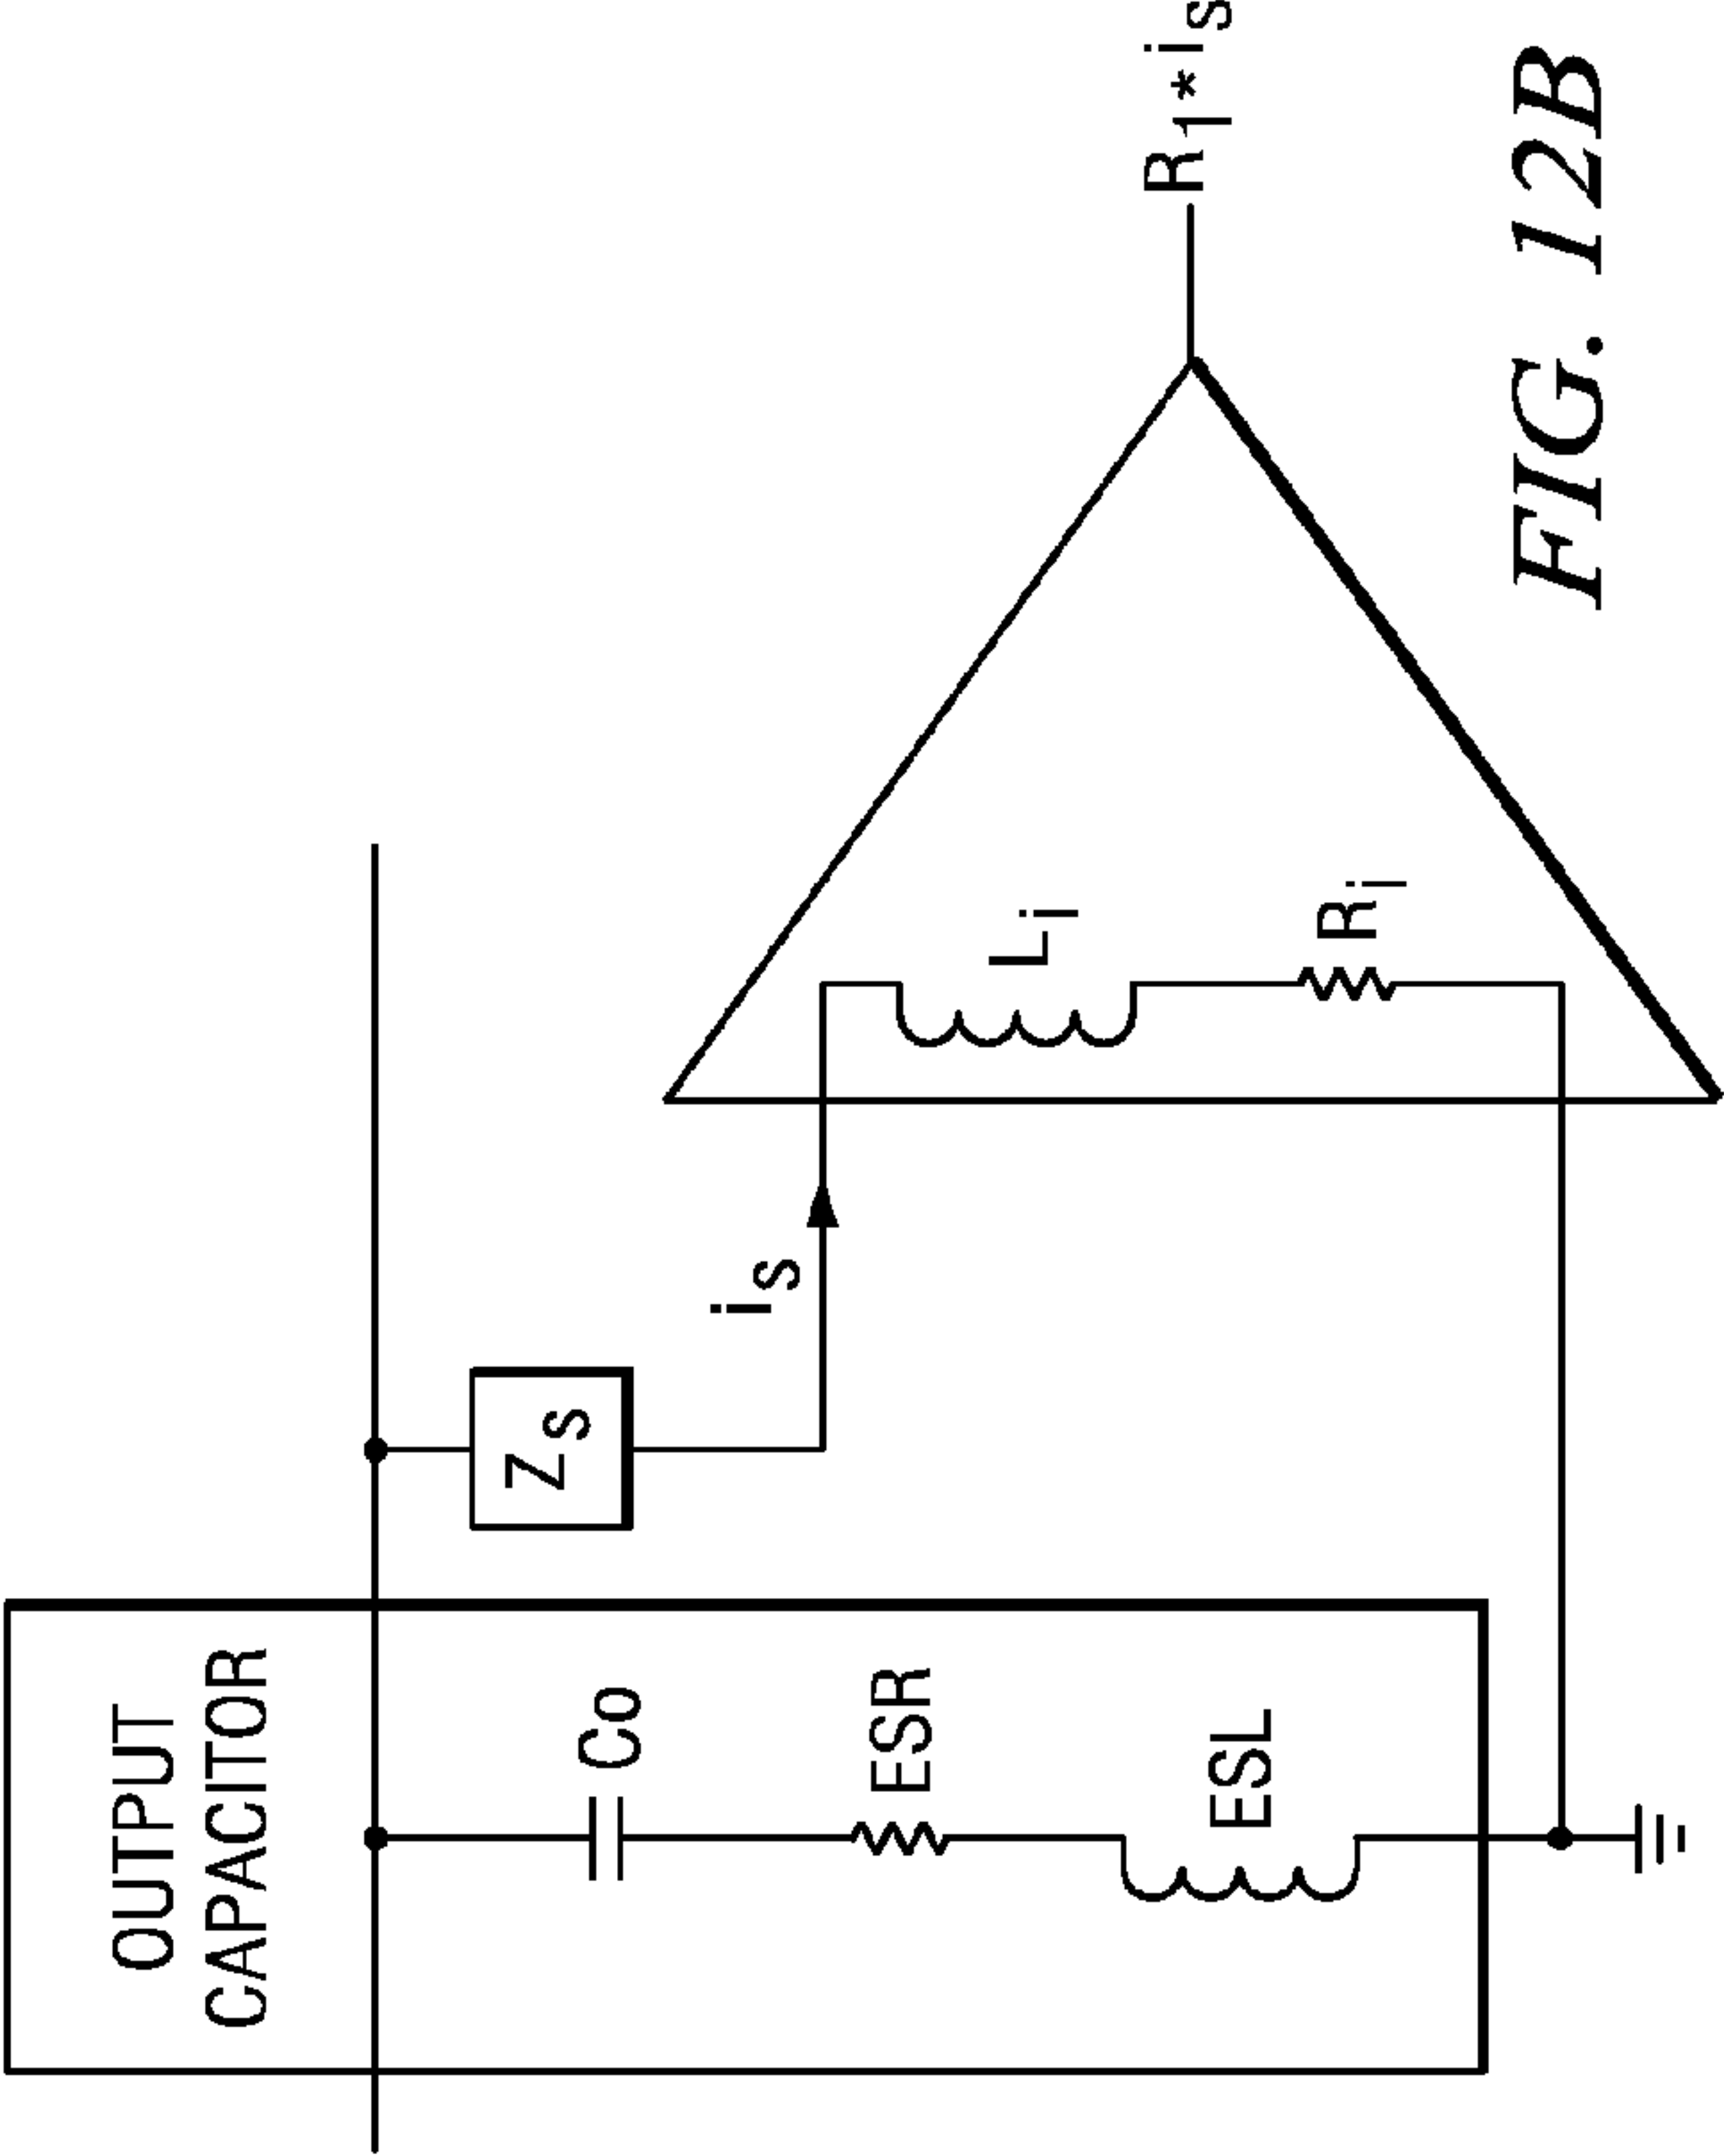 OUTPUT
CAPACITOR
Co
ESR
ESL
Zs
is
Li
Ri
R1*is
FIG. 12B